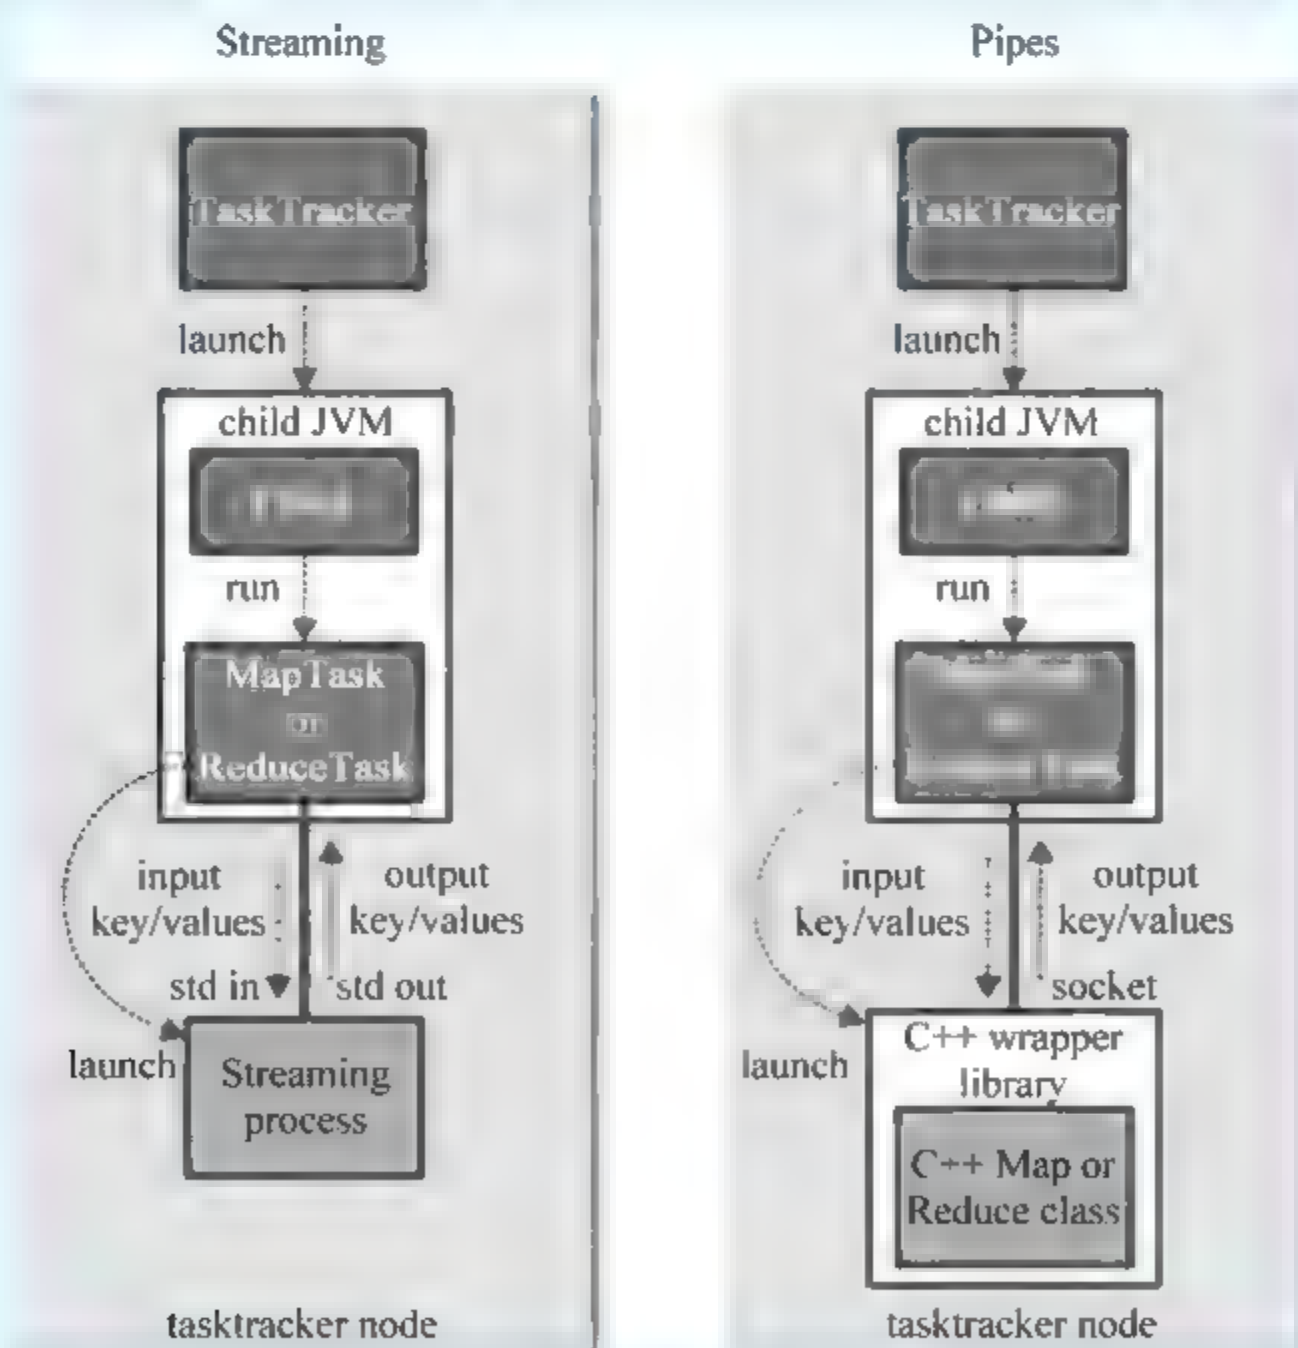 Streaming
TaskTracker
launch
child JVM
run
MapTask
or
ReduceTask
input
key/values
output
key/values
std in
std out
launch
Streaming
process
tasktracker node
Pipes
TaskTracker
launch
child JVM
run
input
key/values
output
key/values
socket
launch
C++ wrapper
library
C++ Map or
Reduce class
tasktracker node